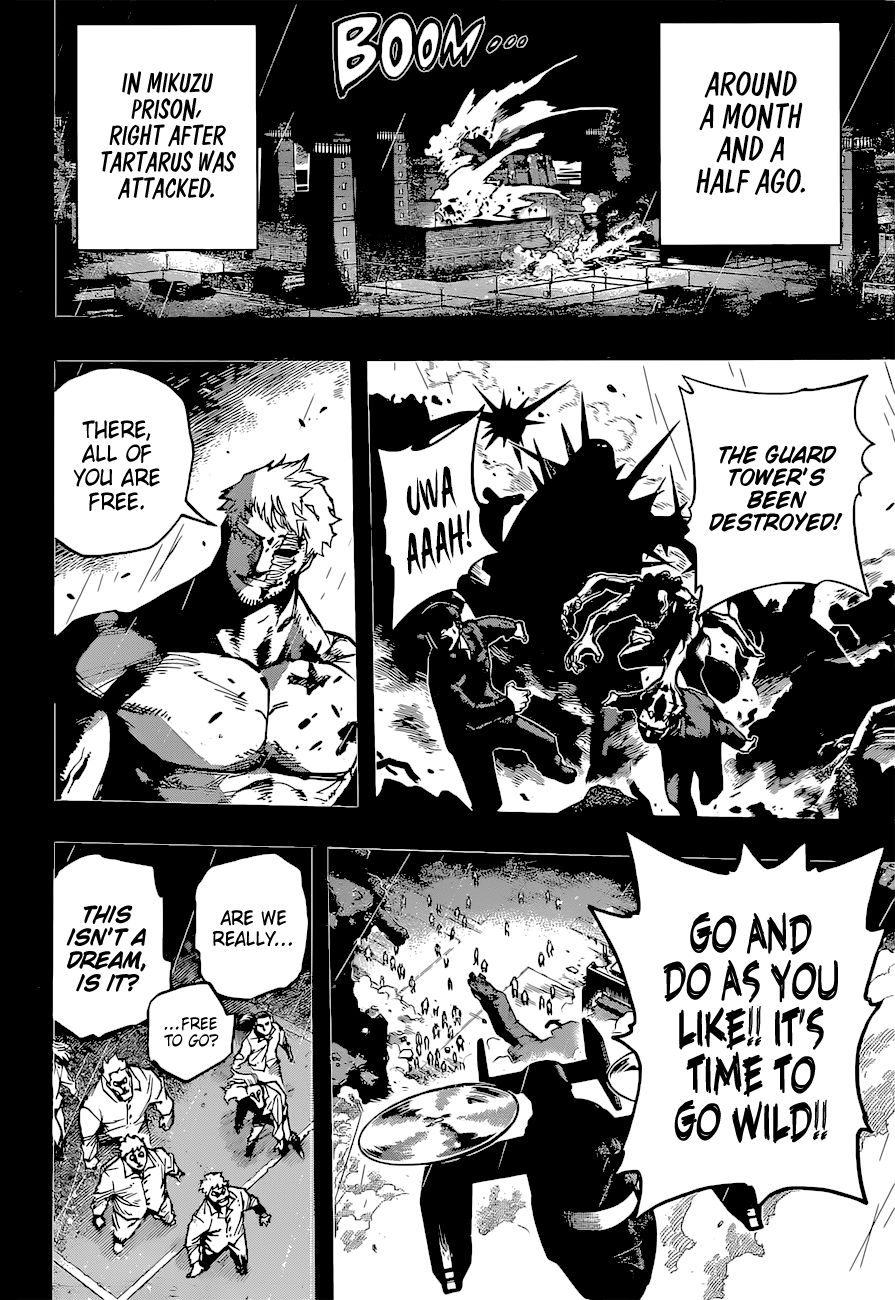 AROUND
A MONTH
AND A
HALF AGO.
BOOM...
IN MIKUZU
PRISON,
RIGHT AFTER
TARTARUS WAS
ATTACKED.
THE GUARD
TOWER'S
BEEN
DESTROYED!
UWA
AAAH!
THERE,
ALL OF
YOU ARE
FREE.
GO AND
DO AS YOU
LIKE!! IT'S
TIME TO
GO WILD!!
ARE WE
REALLY...
...FREE
TO GO?
THIS
ISN'T A
DREAM,
IS IT?